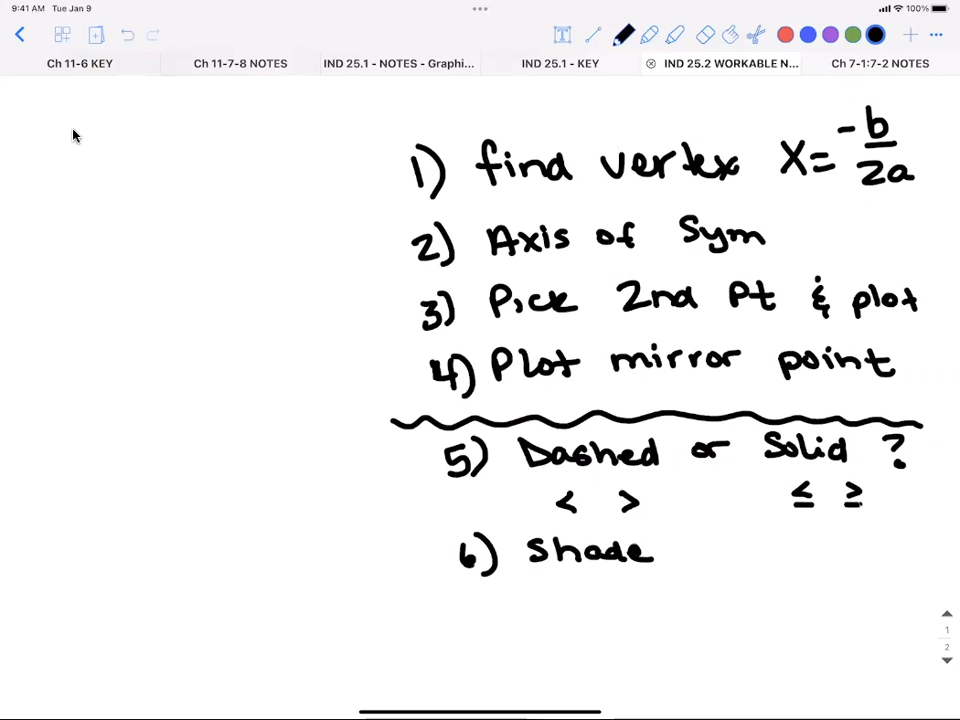 9:41 AM Tue Jan 9
100%
Ch 11-6 KEY
Ch 11-7-8 NOTES
IND 25.1 - NOTES - Graphi...
IND 25.1 - KEY
IND 25.2 WORKABLE N...
Ch 7-1:7-2 NOTES
1) find vertex X= -b/2a
2) Axis of Sym
3) Pick 2nd Pt & plot
4) Plot mirror point
5) Dashed or Solid ?
< > ≤ ≥
6) Shade
1
2